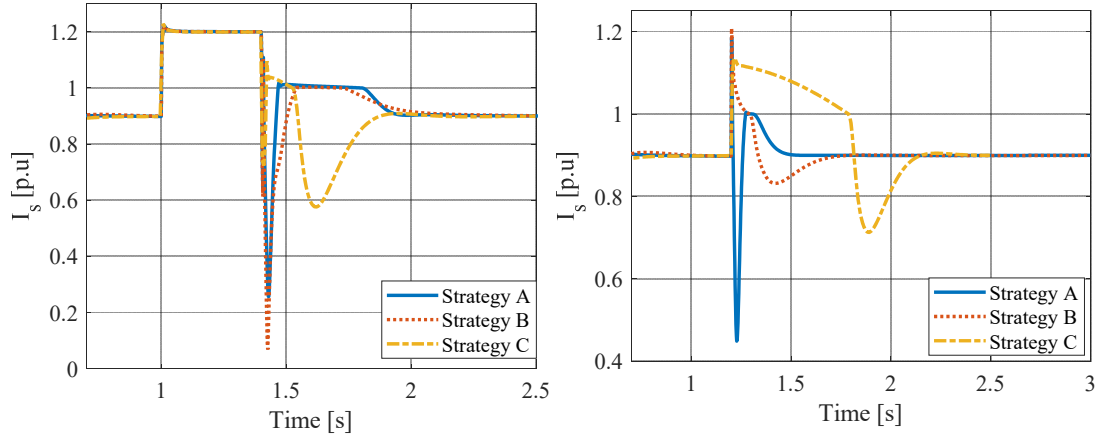 1.2
1
0.8
0.6
0.4
0.2
0
I_s [p.u]
1
1.5
2
2.5
Time [s]
Strategy A
Strategy B
Strategy C
1.2
1
0.8
0.6
0.4
I_s [p.u]
1
1.5
2
2.5
3
Time [s]
Strategy A
Strategy B
Strategy C